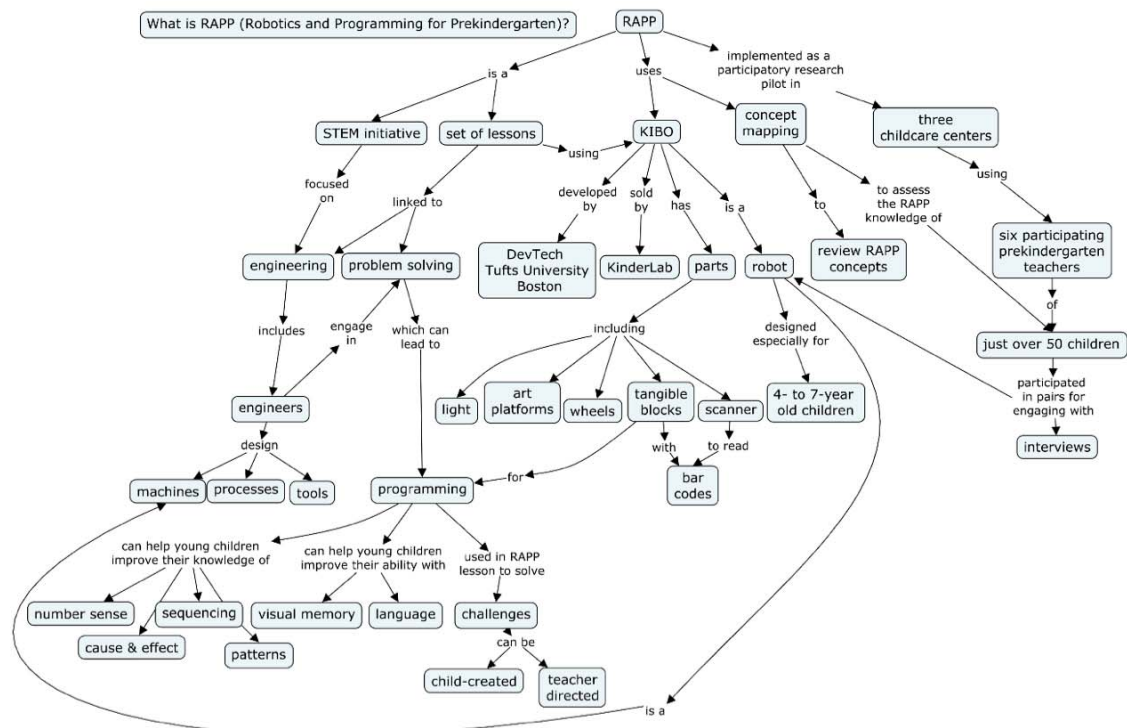 What is RAPP (Robotics and Programming for Prekindergarten)?
RAPP
is a
uses
implemented as a
participatory research
pilot in
STEM initiative
set of lessons
using
KIBO
concept
mapping
three
childcare centers
focused
on
linked to
developed
by
sold
by
has
is a
to
to assess
the RAPP
knowledge of
using
engineering
problem solving
DevTech
Tufts University
Boston
KinderLab
parts
robot
review RAPP
concepts
six participating
prekindergarten
teachers
includes
engage
in
which can
lead to
including
designed
especially for
of
just over 50 children
engineers
light
art
platforms
wheels
tangible
blocks
scanner
4- to 7-year
old children
participated
in pairs for
engaging with
interviews
design
with
to read
machines
processes
tools
programming
for
bar
codes
can help young children
improve their knowledge of
can help young children
improve their ability with
used in RAPP
lesson to solve
number sense
sequencing
visual memory
language
challenges
cause & effect
patterns
can be
child-created
teacher
directed
is a